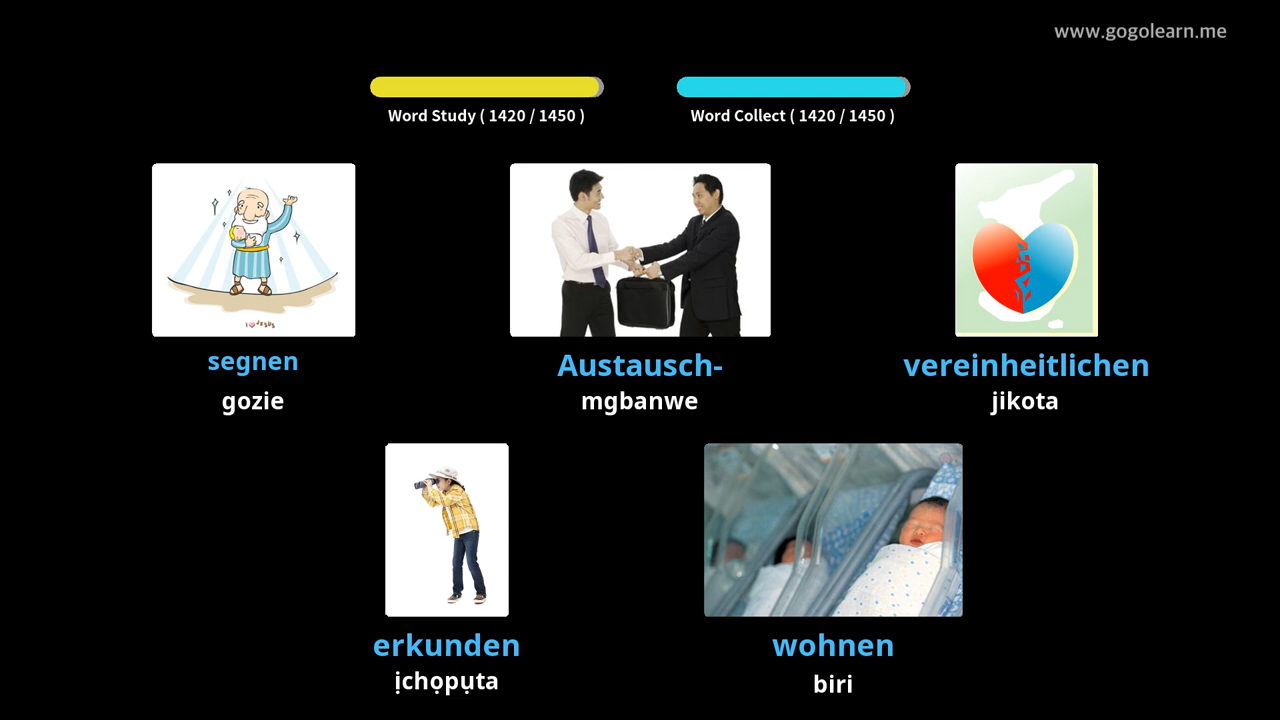 www.gogolearn.me
Word Study ( 1420 / 1450 )
Word Collect ( 1420 / 1450 )
I JESUS
segnen
gozie
Austausch-
mgbanwe
vereinheitlichen
jikota
erkunden
ịchọpụta
wohnen
biri